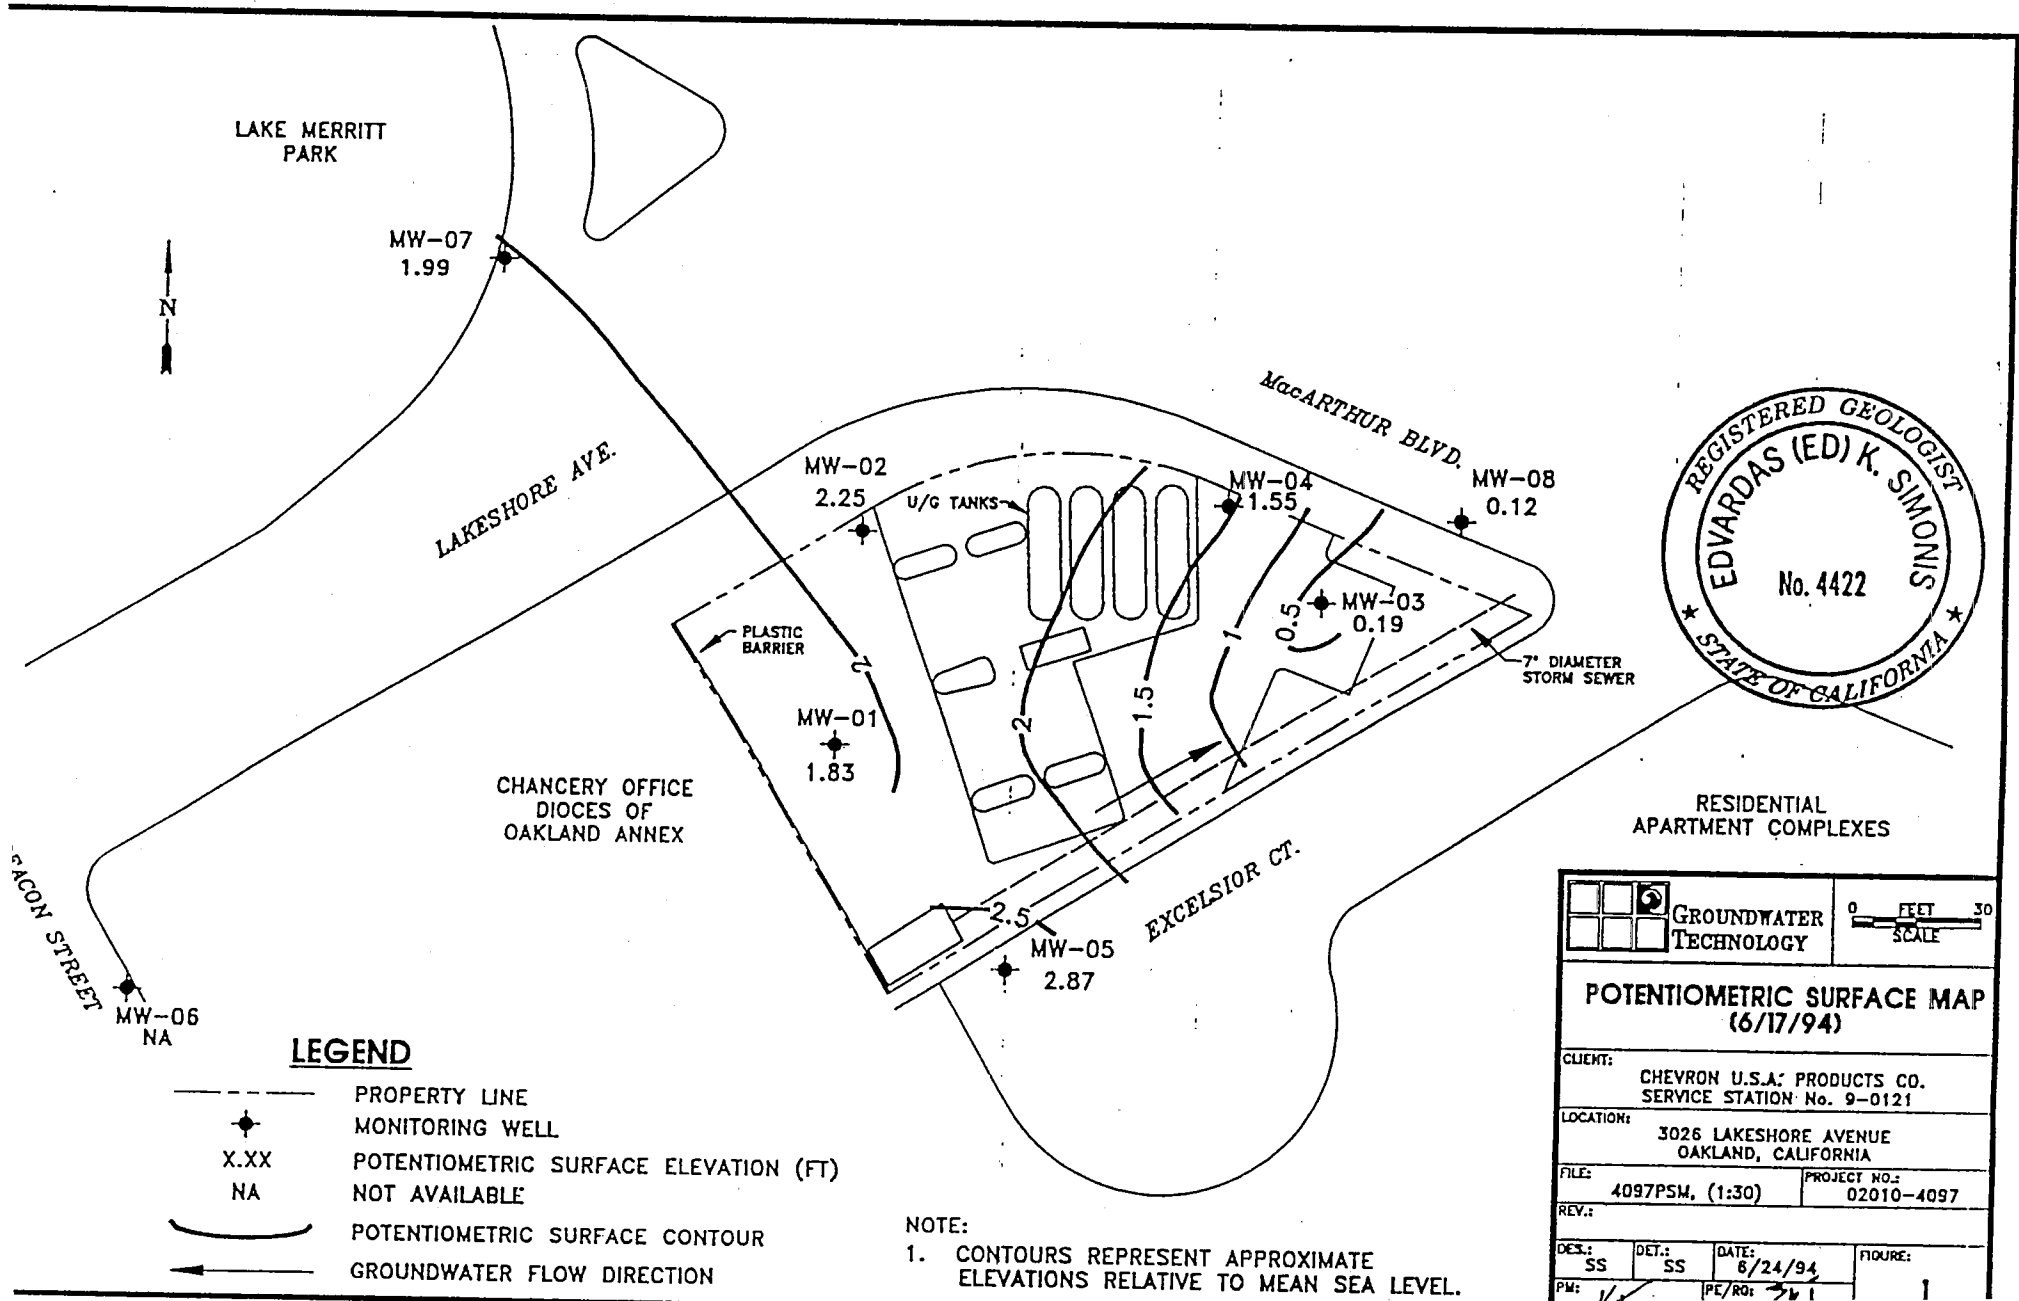 LAKE MERRITT
PARK
MW-07
1.99
N
LAKESHORE AVE.
MacARTHUR BLVD.
MW-02
2.25
U/G TANKS
MW-04
1.55
MW-08
0.12
MW-03
0.19
0.5
1
1.5
2
2
PLASTIC
BARRIER
7" DIAMETER
STORM SEWER
MW-01
1.83
CHANCERY OFFICE
DIOCES OF
OAKLAND ANNEX
2.5
MW-05
2.87
EXCELSIOR CT.
RESIDENTIAL
APARTMENT COMPLEXES
EACON STREET
MW-06
NA
REGISTERED GEOLOGIST
EDVARDAS (ED) K. SIMONIS
No. 4422
STATE OF CALIFORNIA
LEGEND
PROPERTY LINE
MONITORING WELL
X.XX POTENTIOMETRIC SURFACE ELEVATION (FT)
NA NOT AVAILABLE
POTENTIOMETRIC SURFACE CONTOUR
GROUNDWATER FLOW DIRECTION
NOTE:
1. CONTOURS REPRESENT APPROXIMATE
ELEVATIONS RELATIVE TO MEAN SEA LEVEL.
GROUNDWATER
TECHNOLOGY
0 FEET 30
SCALE
POTENTIOMETRIC SURFACE MAP
(6/17/94)
CLIENT:
CHEVRON U.S.A. PRODUCTS CO.
SERVICE STATION No. 9-0121
LOCATION:
3026 LAKESHORE AVENUE
OAKLAND, CALIFORNIA
FILE: 4097PSM, (1:30)
PROJECT NO.: 02010-4097
REV.:
DES.: SS
DET.: SS
DATE: 6/24/94
FIGURE: 1
PM:
PE/RG: